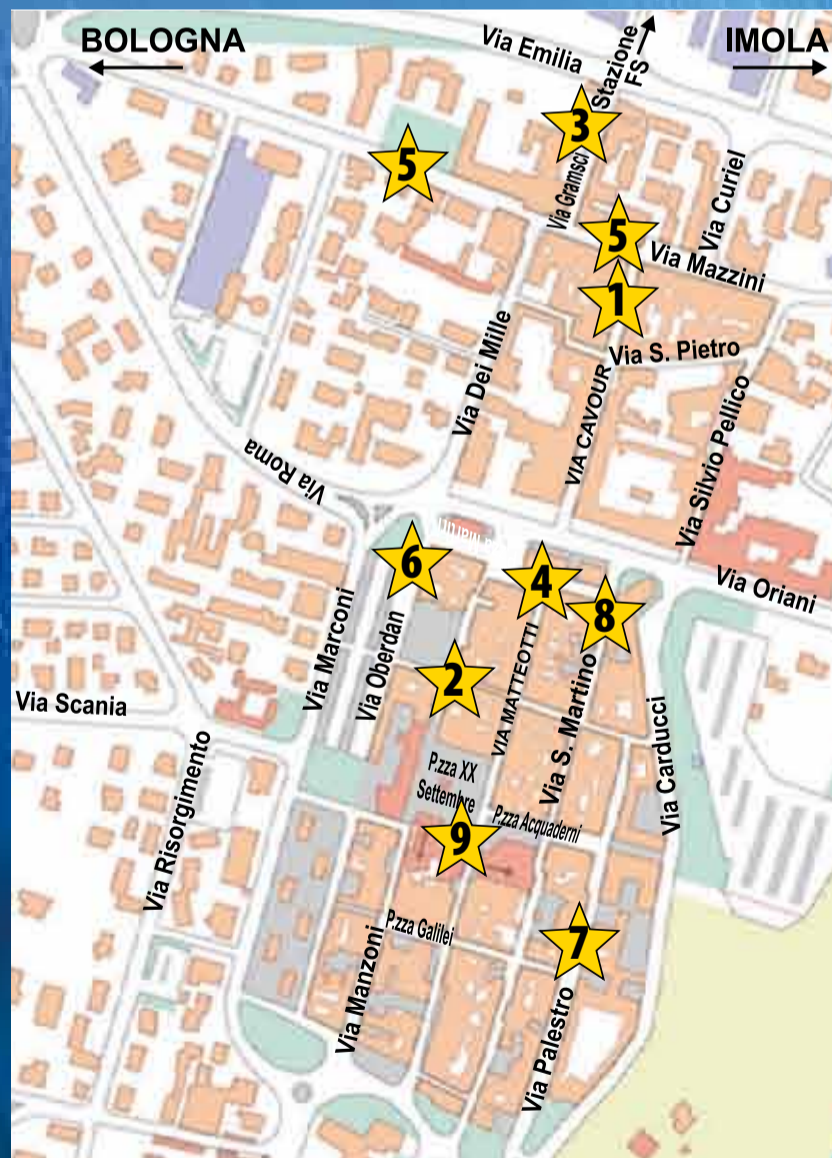 BOLOGNA
IMOLA
Via Emilia
Stazione
FS
3
5
Via Gramsci
Via Curiel
5
Via Mazzini
1
Via S. Pietro
Via Dei Mille
VIA CAVOUR
Via Silvio Pellico
Via Roma
6
4
8
Via Oriani
Via Marconi
Via Oberdan
2
VIA MATTEOTTI
Via S. Martino
Via Carducci
Via Scania
Via Risorgimento
P.zza XX
Settembre
P.zza Acquaderni
9
P.zza Galilei
7
Via Manzoni
Via Palestro